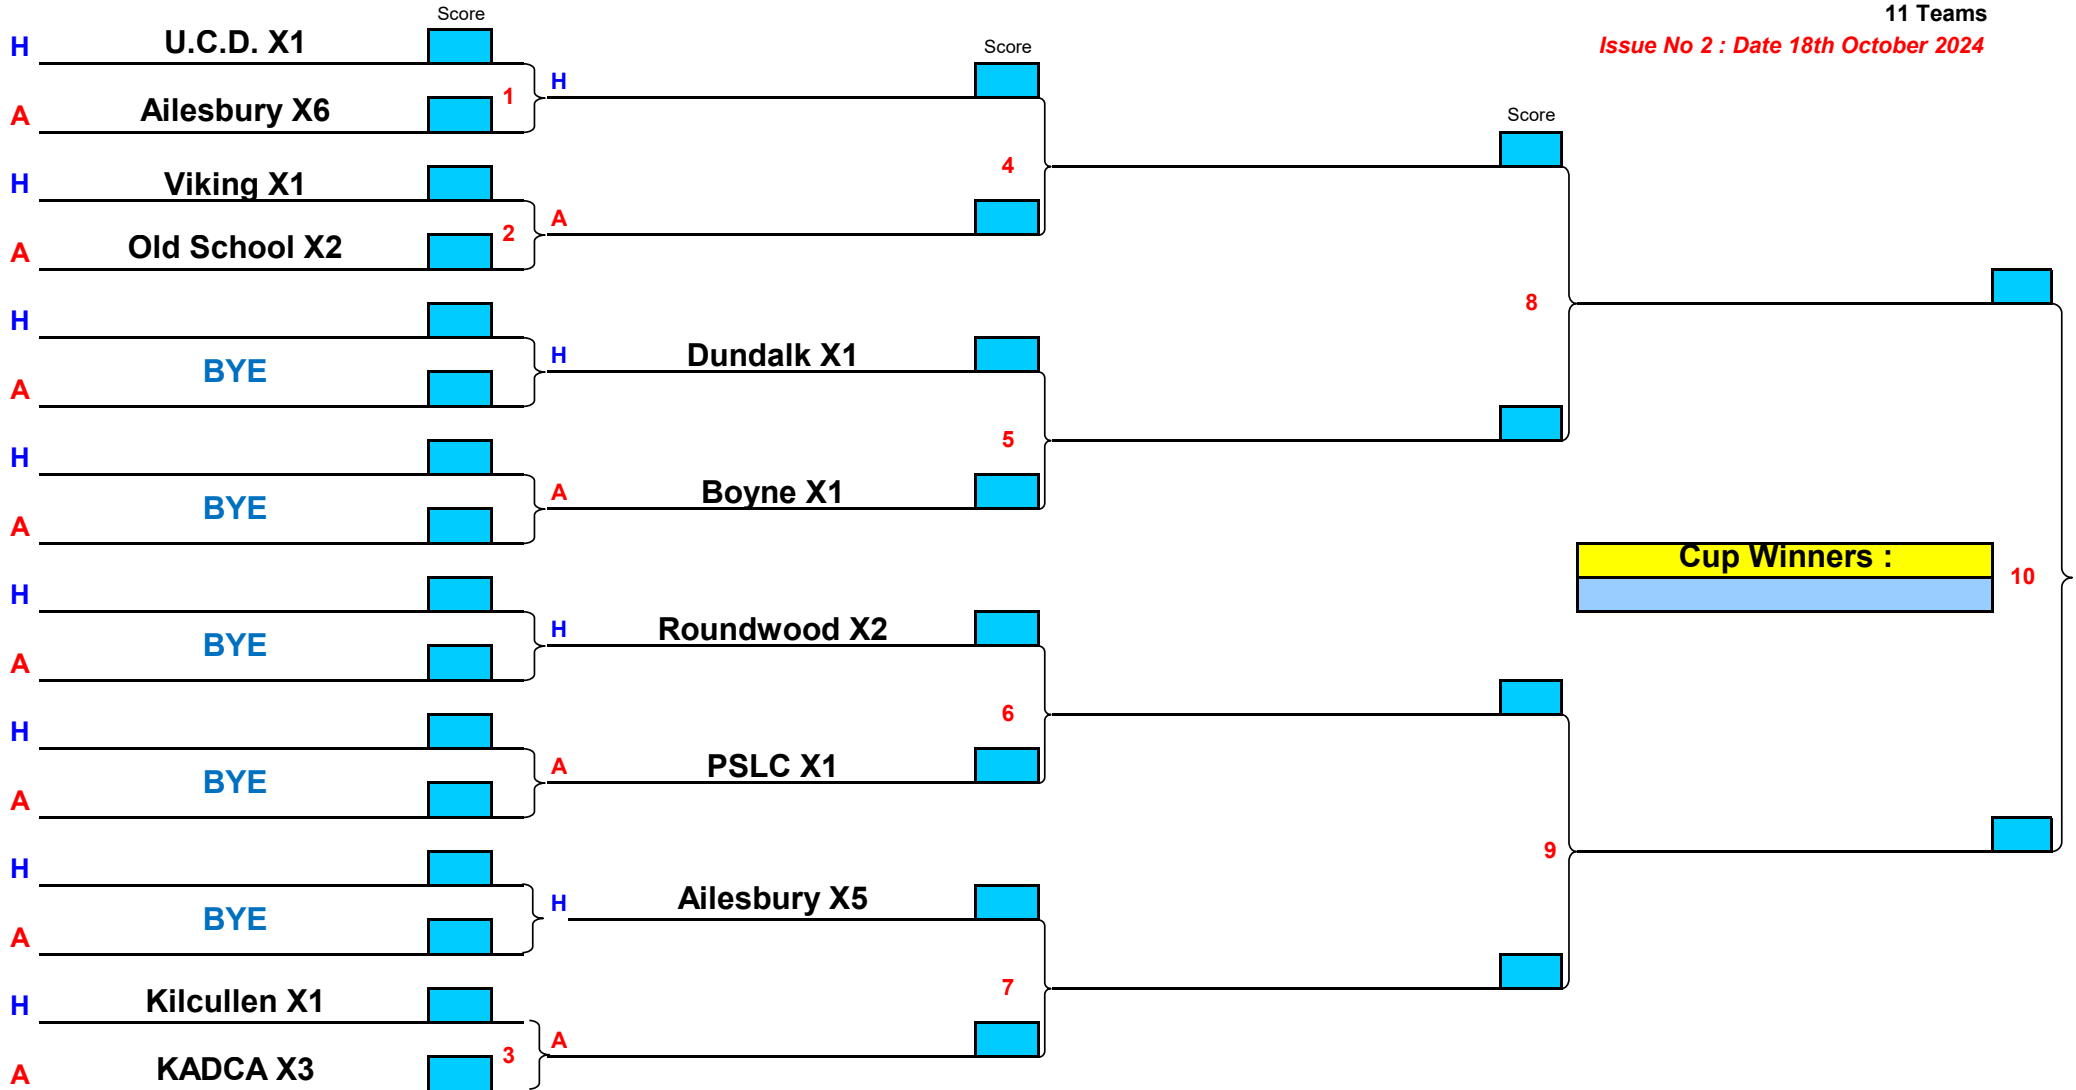 Score
11 Teams
H U.C.D. X1
Score
Issue No 2 : Date 18th October 2024
1 H
A Ailesbury X6
Score
4
H Viking X1
2 A
A Old School X2
8
H
H Dundalk X1
BYE
A
5
H
A Boyne X1
BYE
A
Cup Winners :
10
H
H Roundwood X2
BYE
A
6
H
A PSLC X1
BYE
A
9
H
H Ailesbury X5
BYE
A
7
H Kilcullen X1
3 A
A KADCA X3